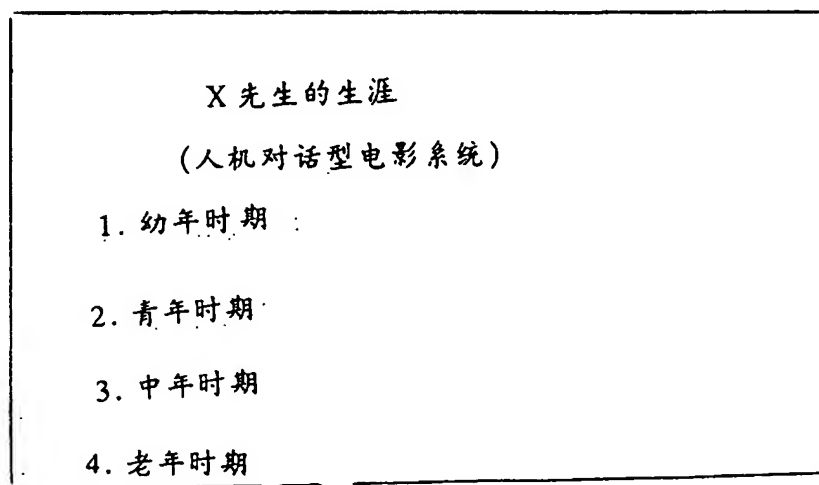 X 先生的生涯
(人机对话型电影系统)
1. 幼年时期
2. 青年时期
3. 中年时期
4. 老年时期